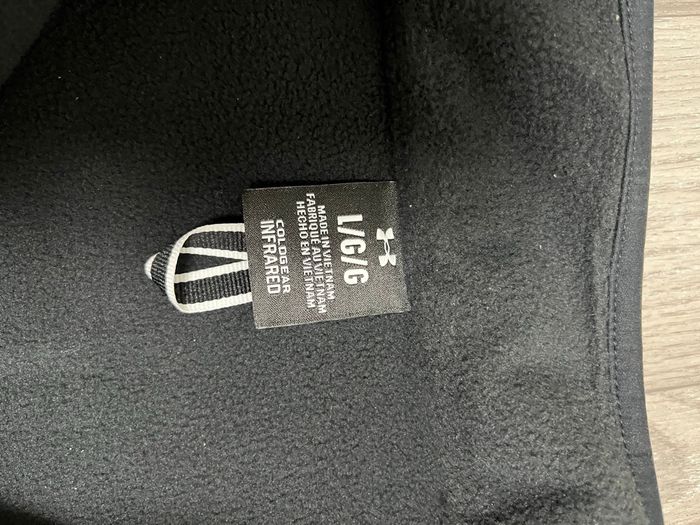 L/G/G
MADE IN VIETNAM
FABRIQUÉ AU VIETNAM
HECHO EN VIETNAM
COLDGEAR
INFRARED